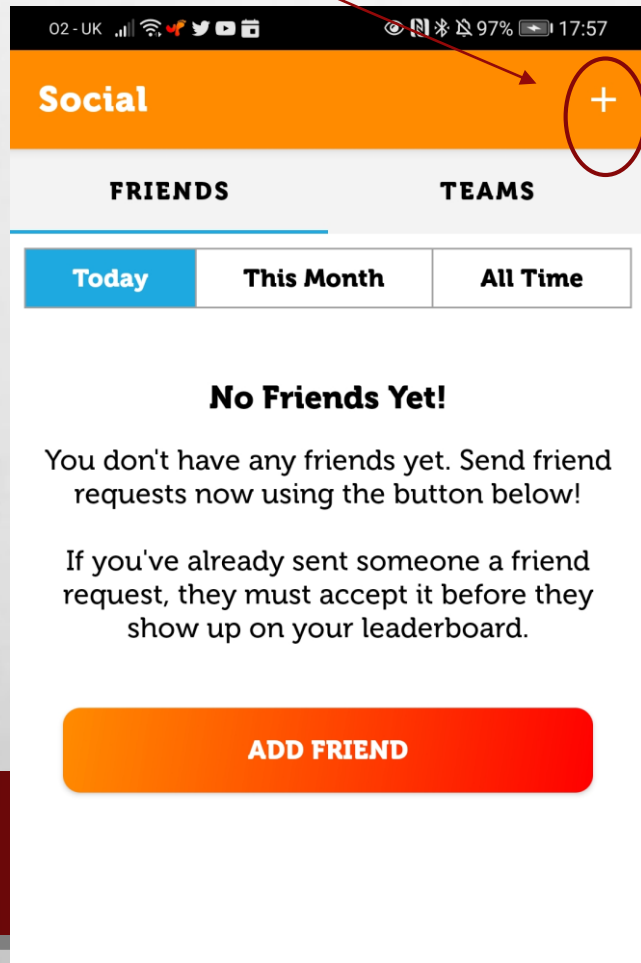 O2 - UK 97% 17:57
Social +
FRIENDS TEAMS
Today This Month All Time
No Friends Yet!
You don't have any friends yet. Send friend
requests now using the button below!
If you've already sent someone a friend
request, they must accept it before they
show up on your leaderboard.
ADD FRIEND